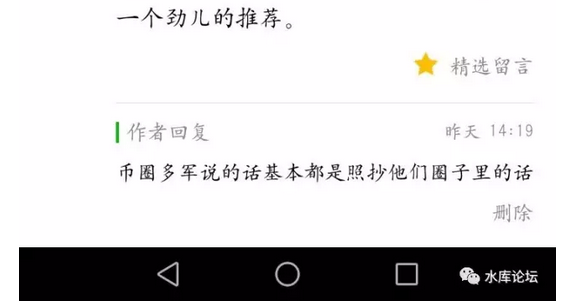 一个劲儿的推荐。
精选留言
作者回复
昨天 14:19
币圈多军说的话基本都是照抄他们圈子里的话
删除
水库论坛